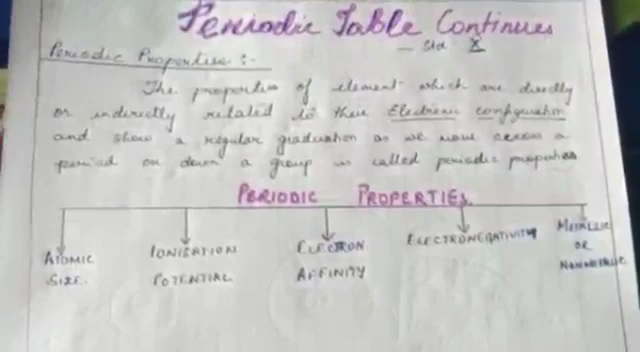 Periodic Table Continues
- Std X
Periodic Properties :-
The properties of element which are directly
or indirectly related to their Electronic configuration
and show a regular graduation as we move across a
period or down a group is called periodic properties
PERIODIC PROPERTIES
ATOMIC SIZE
IONISATION POTENTIAL
ELECTRON AFFINITY
ELECTRONEGATIVITY
METALLIC OR NONMETALLIC